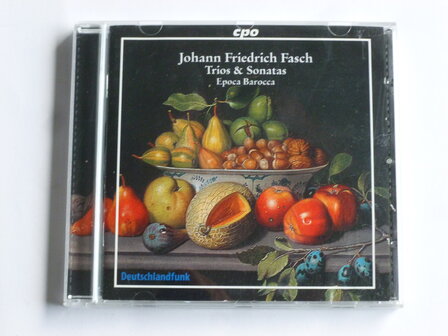 cpo
Johann Friedrich Fasch
Trios & Sonatas
Epoca Barocca
Deutschlandfunk